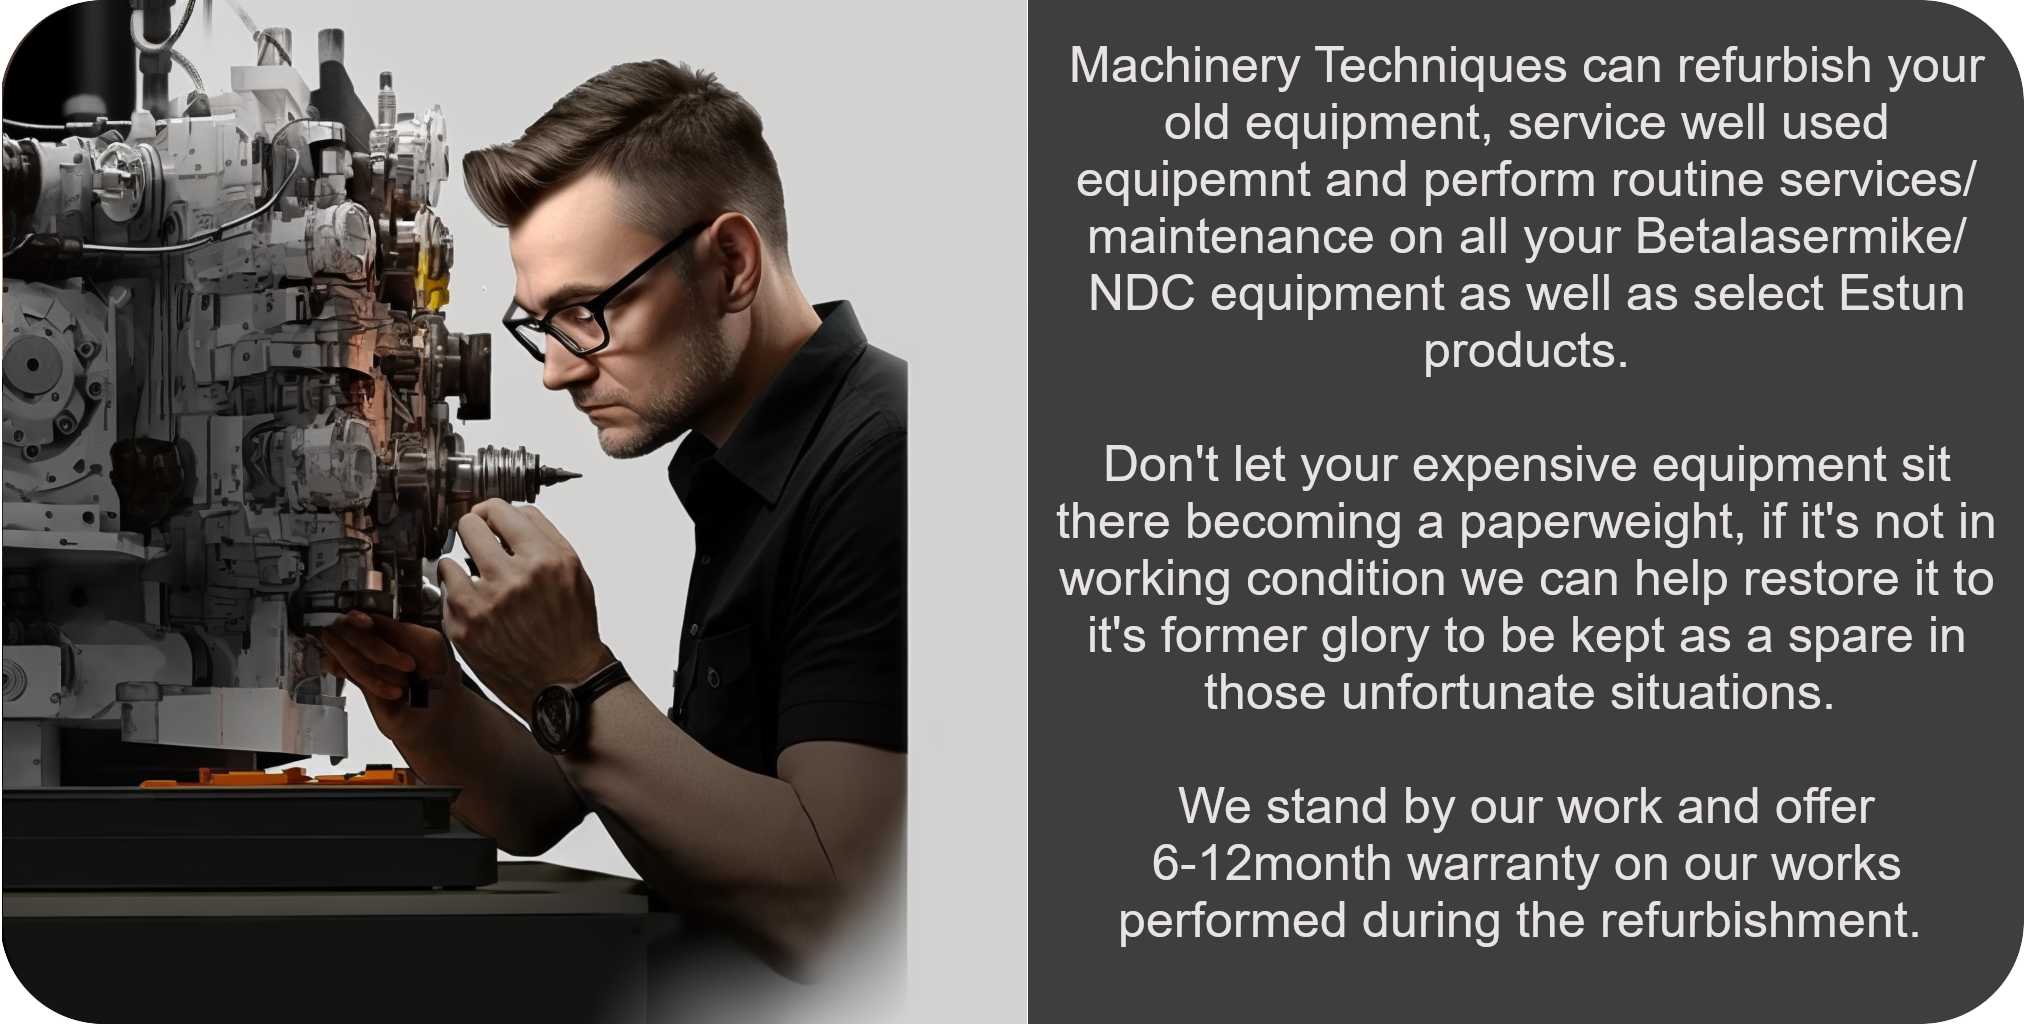 Machinery Techniques can refurbish your
old equipment, service well used
equipemnt and perform routine services/
maintenance on all your Betalasermike/
NDC equipment as well as select Estun
products.
Don't let your expensive equipment sit
there becoming a paperweight, if it's not in
working condition we can help restore it to
it's former glory to be kept as a spare in
those unfortunate situations.
We stand by our work and offer
6-12month warranty on our works
performed during the refurbishment.